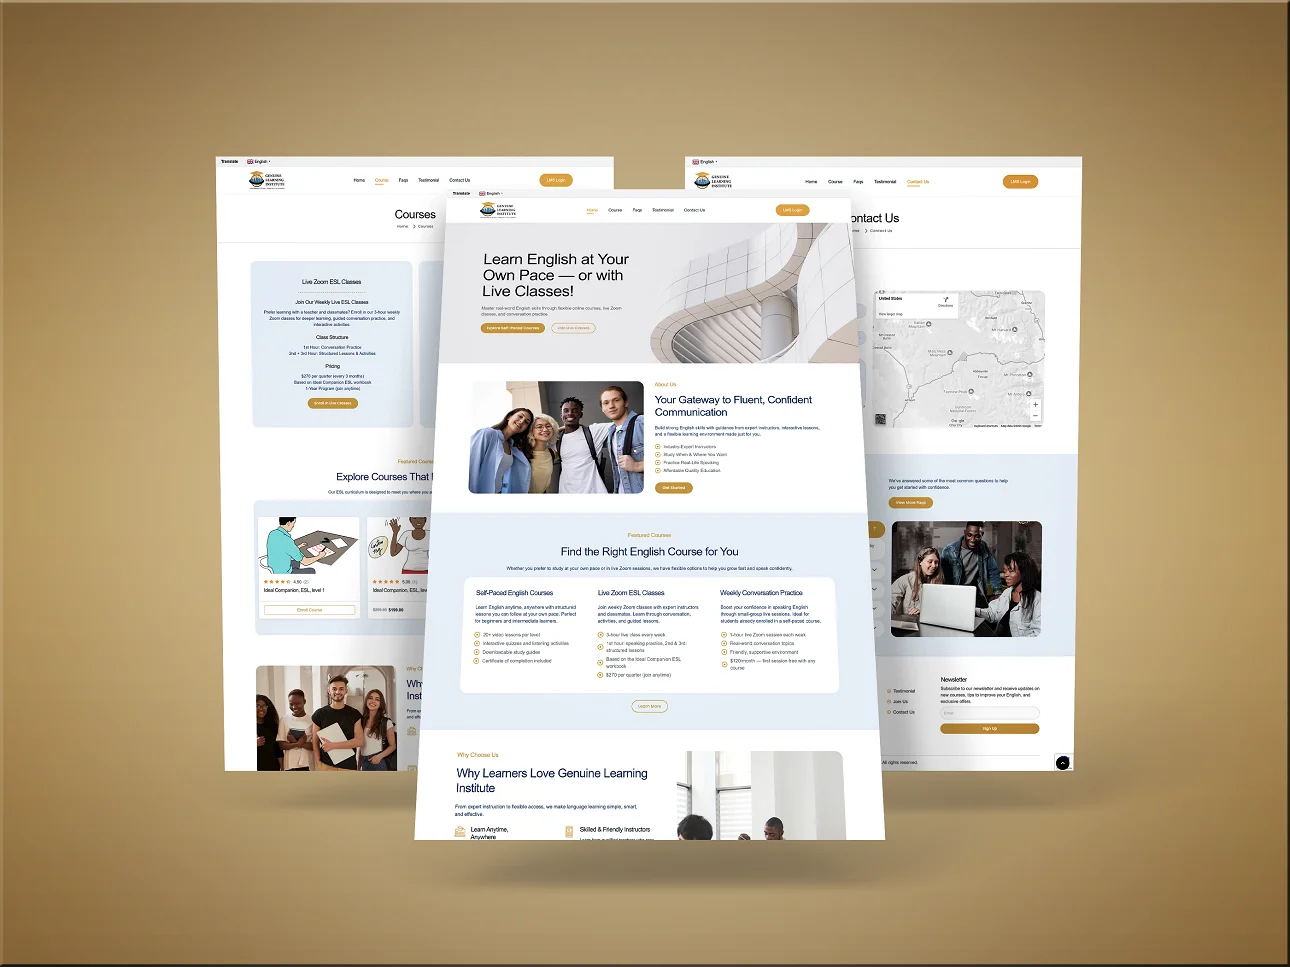 Translate
English
GENUINE
LEARNING
INSTITUTE
Home
Course
Faqs
Testimonial
Contact Us
LMS Login
Courses
Home > Courses
Live Zoom ESL Classes
Join Our Weekly Live ESL Classes
Prefer learning with a teacher and classmates? Enroll in our 3-hour weekly
Zoom classes for deeper learning, guided conversation practice, and
interactive activities.
Class Structure
1st Hour: Conversation Practice
2nd + 3rd Hour: Structured Lessons & Activities
Pricing
$270 per quarter (every 3 months)
Based on Ideal Companion ESL workbook
1-Year Program (join anytime)
Enroll in Live Classes
Featured Cours
Explore Courses That
Our ESL curriculum is designed to meet you where you a
4.50 (2)
Ideal Companion, ESL, level 1
Enroll Course
5.00 (1)
Ideal Companion, ESL, lev
$199.00
Why C
Why
Inst
From e
and effe
Translate
English
GENUINE
LEARNING
INSTITUTE
Home
Course
Faqs
Testimonial
Contact Us
LMS Login
Learn English at Your
Own Pace — or with
Live Classes!
Master real-word English skills through flexible online courses, live Zoom
classes, and conversation practice.
Explore Self-Paced Courses
Join Live Classes
About Us
Your Gateway to Fluent, Confident
Communication
Build strong English skills with guidance from expert instructors, interactive lessons,
and a flexible learning environment made just for you.
Industry-Expert Instructors
Study When & Where You Want
Practice Real-Life Speaking
Affordable Quality Education
Get Started
Featured Courses
Find the Right English Course for You
Whether you prefer to study at your own pace or in live Zoom sessions, we have flexible options to help you grow fast and speak confidently.
Self-Paced English Courses
Learn English anytime, anywhere with structured
lessons you can follow at your own pace. Perfect
for beginners and intermediate learners.
20+ video lessons per level
Interactive quizzes and listening activities
Downloadable study guides
Certificate of completion included
Live Zoom ESL Classes
Join weekly Zoom classes with expert instructors
and classmates. Learn through conversation,
activities, and guided lessons.
3-hour live class every week
1st hour: speaking practice, 2nd & 3rd:
structured lessons
Based on the Ideal Companion ESL
workbook
$270 per quarter (join anytime)
Weekly Conversation Practice
Boost your confidence in speaking English
through small-group live sessions. Ideal for
students already enrolled in a self-paced course.
1-hour live Zoom session each week
Real-world conversation topics
Friendly, supportive environment
$120/month — first session free with any
course
Learn More
Why Choose Us
Why Learners Love Genuine Learning
Institute
From expert instruction to flexible access, we make language learning simple, smart,
and effective.
Learn Anytime,
Anywhere
Skilled & Friendly Instructors
English
GENUINE
LEARNING
INSTITUTE
Home
Course
Faqs
Testimonial
Contact Us
LMS Login
ontact Us
ome > Contact Us
United States
Directions
View larger map
Google
We've answered some of the most common questions to help
you get started with confidence.
View More Faqs
Testimonial
Join Us
Contact Us
Newsletter
Subscribe to our newsletter and receive updates on
new courses, tips to improve your English, and
exclusive offers.
Email
Sign Up
All rights reserved.